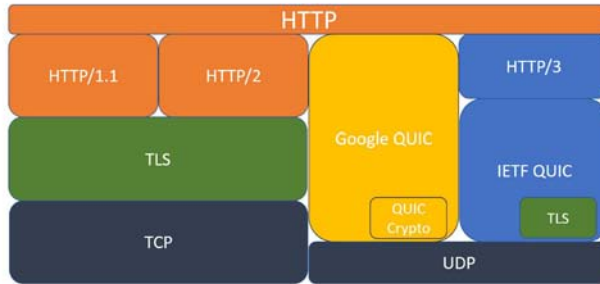 HTTP
HTTP/1.1
HTTP/2
HTTP/3
Google QUIC
TLS
IETF QUIC
QUIC
Crypto
TLS
TCP
UDP